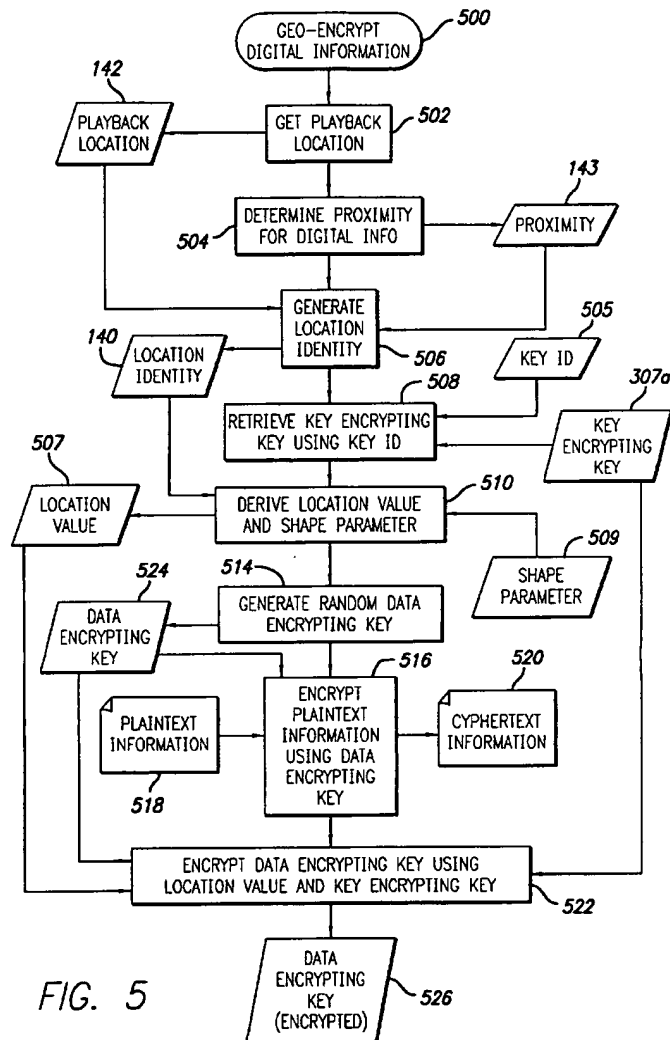 GEO-ENCRYPT
DIGITAL INFORMATION
500
142
PLAYBACK
LOCATION
GET PLAYBACK
LOCATION
502
143
504
DETERMINE PROXIMITY
FOR DIGITAL INFO
PROXIMITY
140
LOCATION
IDENTITY
GENERATE
LOCATION
IDENTITY
506
505
KEY ID
508
307a
RETRIEVE KEY ENCRYPTING
KEY USING KEY ID
KEY
ENCRYPTING
KEY
507
LOCATION
VALUE
DERIVE LOCATION VALUE
AND SHAPE PARAMETER
510
509
SHAPE
PARAMETER
514
GENERATE RANDOM DATA
ENCRYPTING KEY
524
DATA
ENCRYPTING
KEY
516
520
PLAINTEXT
INFORMATION
518
ENCRYPT
PLAINTEXT
INFORMATION
USING DATA
ENCRYPTING
KEY
CYPHERTEXT
INFORMATION
ENCRYPT DATA ENCRYPTING KEY USING
LOCATION VALUE AND KEY ENCRYPTING KEY
522
DATA
ENCRYPTING
KEY
(ENCRYPTED)
526
FIG. 5